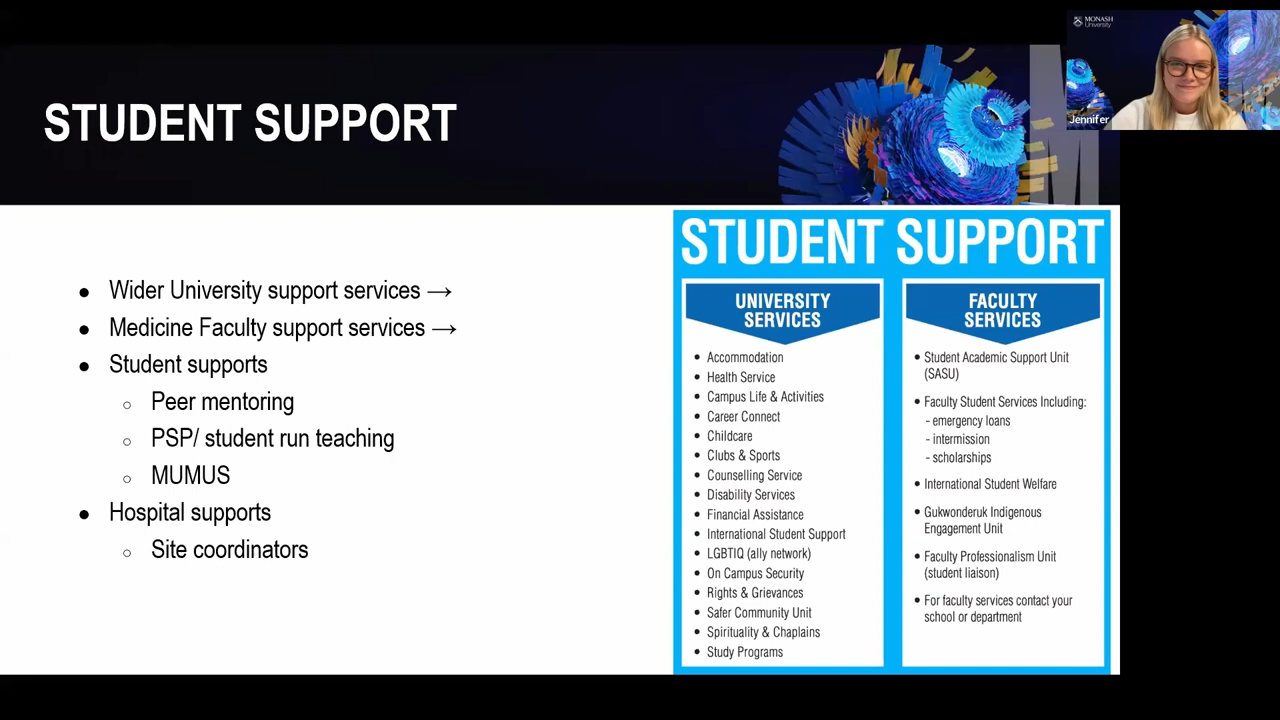 MONASH
University
Jennifer
STUDENT SUPPORT
Wider University support services →
Medicine Faculty support services →
Student supports
Peer mentoring
PSP/ student run teaching
MUMUS
Hospital supports
Site coordinators
STUDENT SUPPORT
UNIVERSITY
SERVICES
• Accommodation
• Health Service
• Campus Life & Activities
• Career Connect
• Childcare
• Clubs & Sports
• Counselling Service
• Disability Services
• Financial Assistance
• International Student Support
• LGBTIQ (ally network)
• On Campus Security
• Rights & Grievances
• Safer Community Unit
• Spirituality & Chaplains
• Study Programs
FACULTY
SERVICES
• Student Academic Support Unit
(SASU)
• Faculty Student Services Including:
- emergency loans
- intermission
- scholarships
• International Student Welfare
• Gukwonderuk Indigenous
Engagement Unit
• Faculty Professionalism Unit
(student liaison)
• For faculty services contact your
school or department